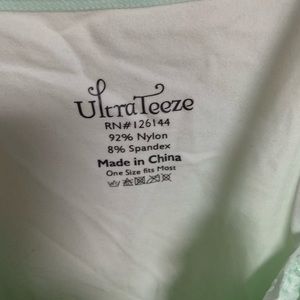 UltraTeeze
RN#126144
92% Nylon
8% Spandex
Made in China
One Size fits Most